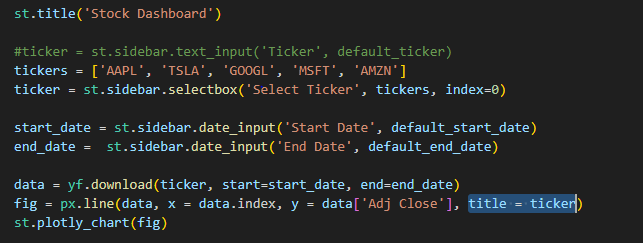 st.title('Stock Dashboard')
#ticker = st.sidebar.text_input('Ticker', default_ticker)
tickers = ['AAPL', 'TSLA', 'GOOGL', 'MSFT', 'AMZN']
ticker = st.sidebar.selectbox('Select Ticker', tickers, index=0)
start_date = st.sidebar.date_input('Start Date', default_start_date)
end_date =  st.sidebar.date_input('End Date', default_end_date)
data = yf.download(ticker, start=start_date, end=end_date)
fig = px.line(data, x = data.index, y = data['Adj Close'], title = ticker)
st.plotly_chart(fig)